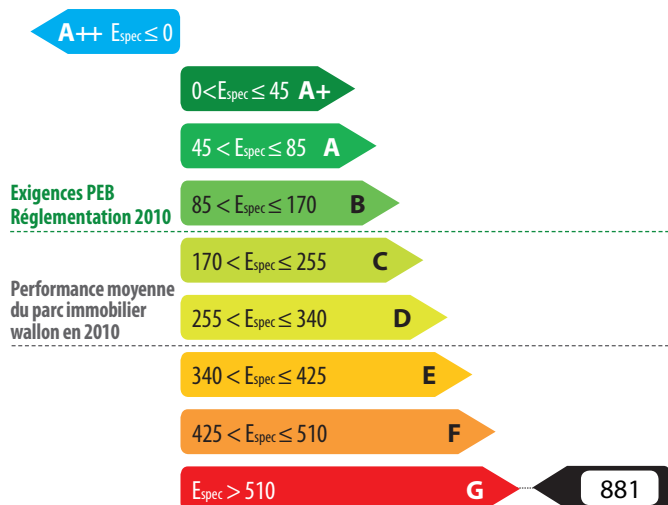 A++ Espec ≤ 0
0<Espec ≤ 45 A+
45 < Espec ≤ 85 A
Exigences PEB
Réglementation 2010
85 < Espec ≤ 170 B
170 < Espec ≤ 255 C
Performance moyenne
du parc immobilier
wallon en 2010
255 < Espec ≤ 340 D
340 < Espec ≤ 425 E
425 < Espec ≤ 510 F
Espec > 510 G 881